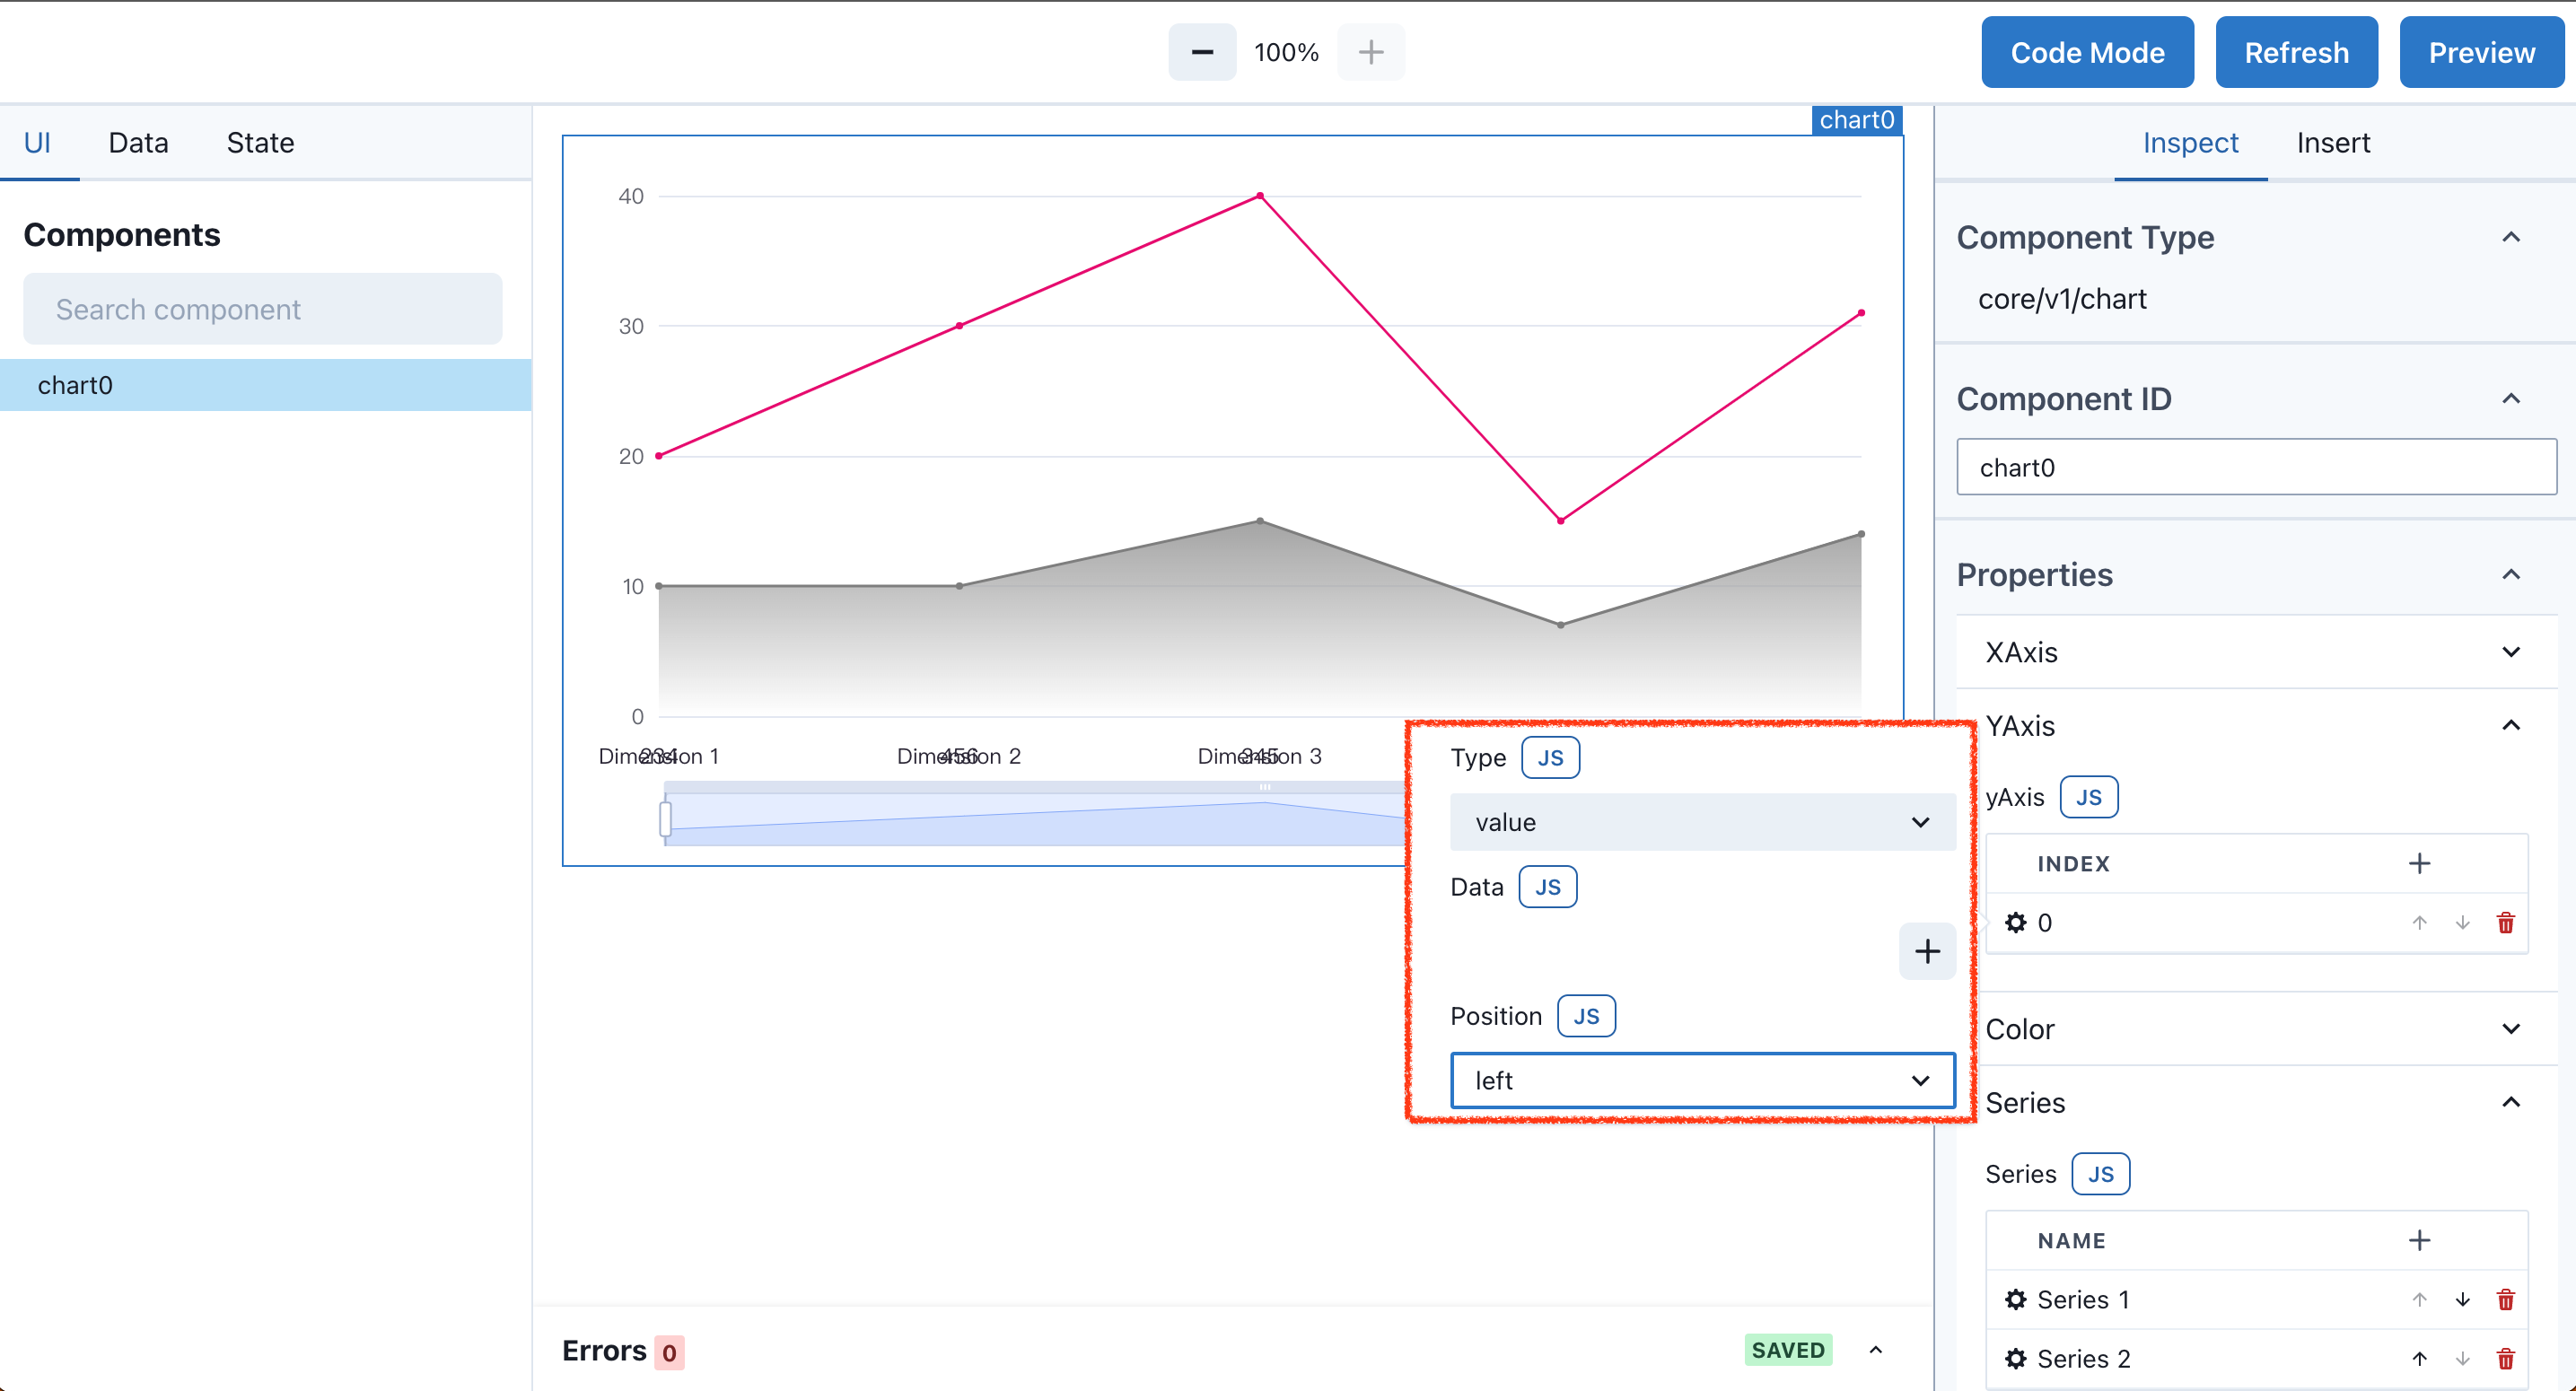 100%
Code Mode
Refresh
Preview
UI
Data
State
Components
Search component
chart0
chart0
40
30
20
10
0
Dimension 1
234
Dimension 2
456
Dimension 3
345
Type JS
value
Data JS
Position JS
left
Errors 0
SAVED
Inspect
Insert
Component Type
core/v1/chart
Component ID
chart0
Properties
XAxis
YAxis
yAxis JS
INDEX
0
Color
Series
Series JS
NAME
Series 1
Series 2